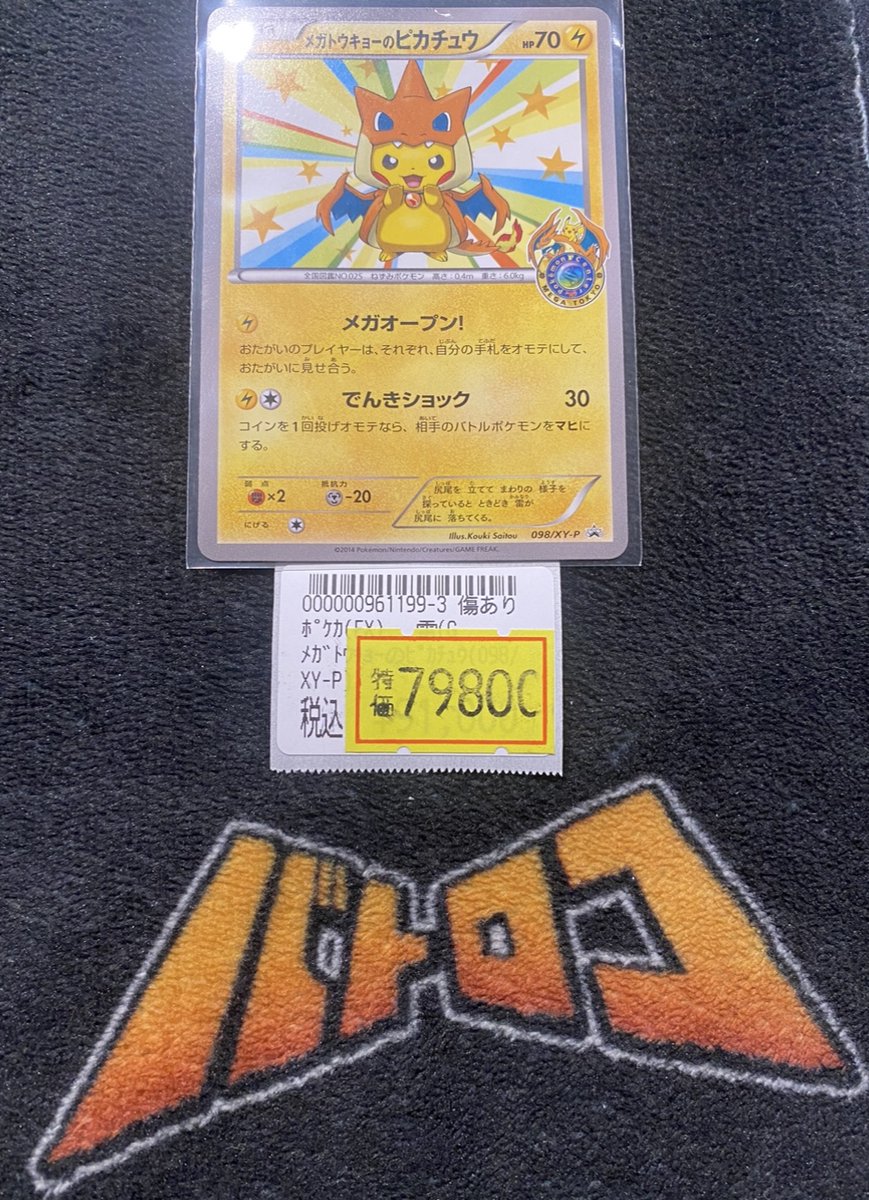 メガトウキョーのピカチュウ HP70
全国図鑑NO.025 ねずみポケモン 高さ:0.4m 重さ:6.0kg
MEGA TOKYO
メガオープン!
おたがいのプレイヤーは、それぞれ、自分の手札をオモテにして、
おたがいに見せ合う。
でんきショック 30
コインを1回投げオモテなら、相手のバトルポケモンをマヒに
する。
弱点 抵抗力
×2 -20
にげる
尻尾を 立てて まわりの 様子を
探っていると ときどき 雷が
尻尾に 落ちてくる。
Illus.Kouki Saitou 098/XY-P
©2014 Pokémon/Nintendo/Creatures/GAME FREAK.
000000961199-3 傷あり
ﾎﾟｹｶ(EX)
ﾒｶﾞﾄｳｷｮｰのﾋﾟｶﾁｭｳ(098/
XY-P)
特価 79800
税込
バトロコ